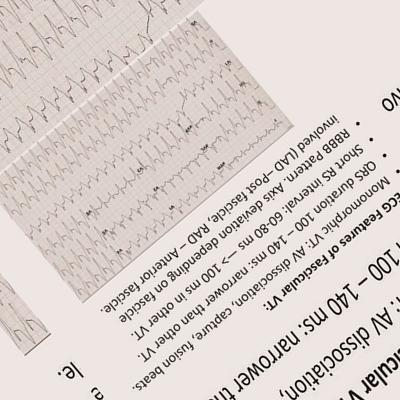 cular V
: AV dissociation,
100 – 140 ms: narrower th
ECG Features of Fascicular VT:
• Monomorphic VT: AV dissociation, capture, fusion beats.
• QRS duration 100 – 140 ms: narrower than other VT.
• Short RS interval: 60-80 ms –> 100 ms in other VT.
• RBBB Pattern. Axis deviation depending on fascicle
involved (LAD –Post fascicle, RAD – Anterior fascicle.
vo
e
le.